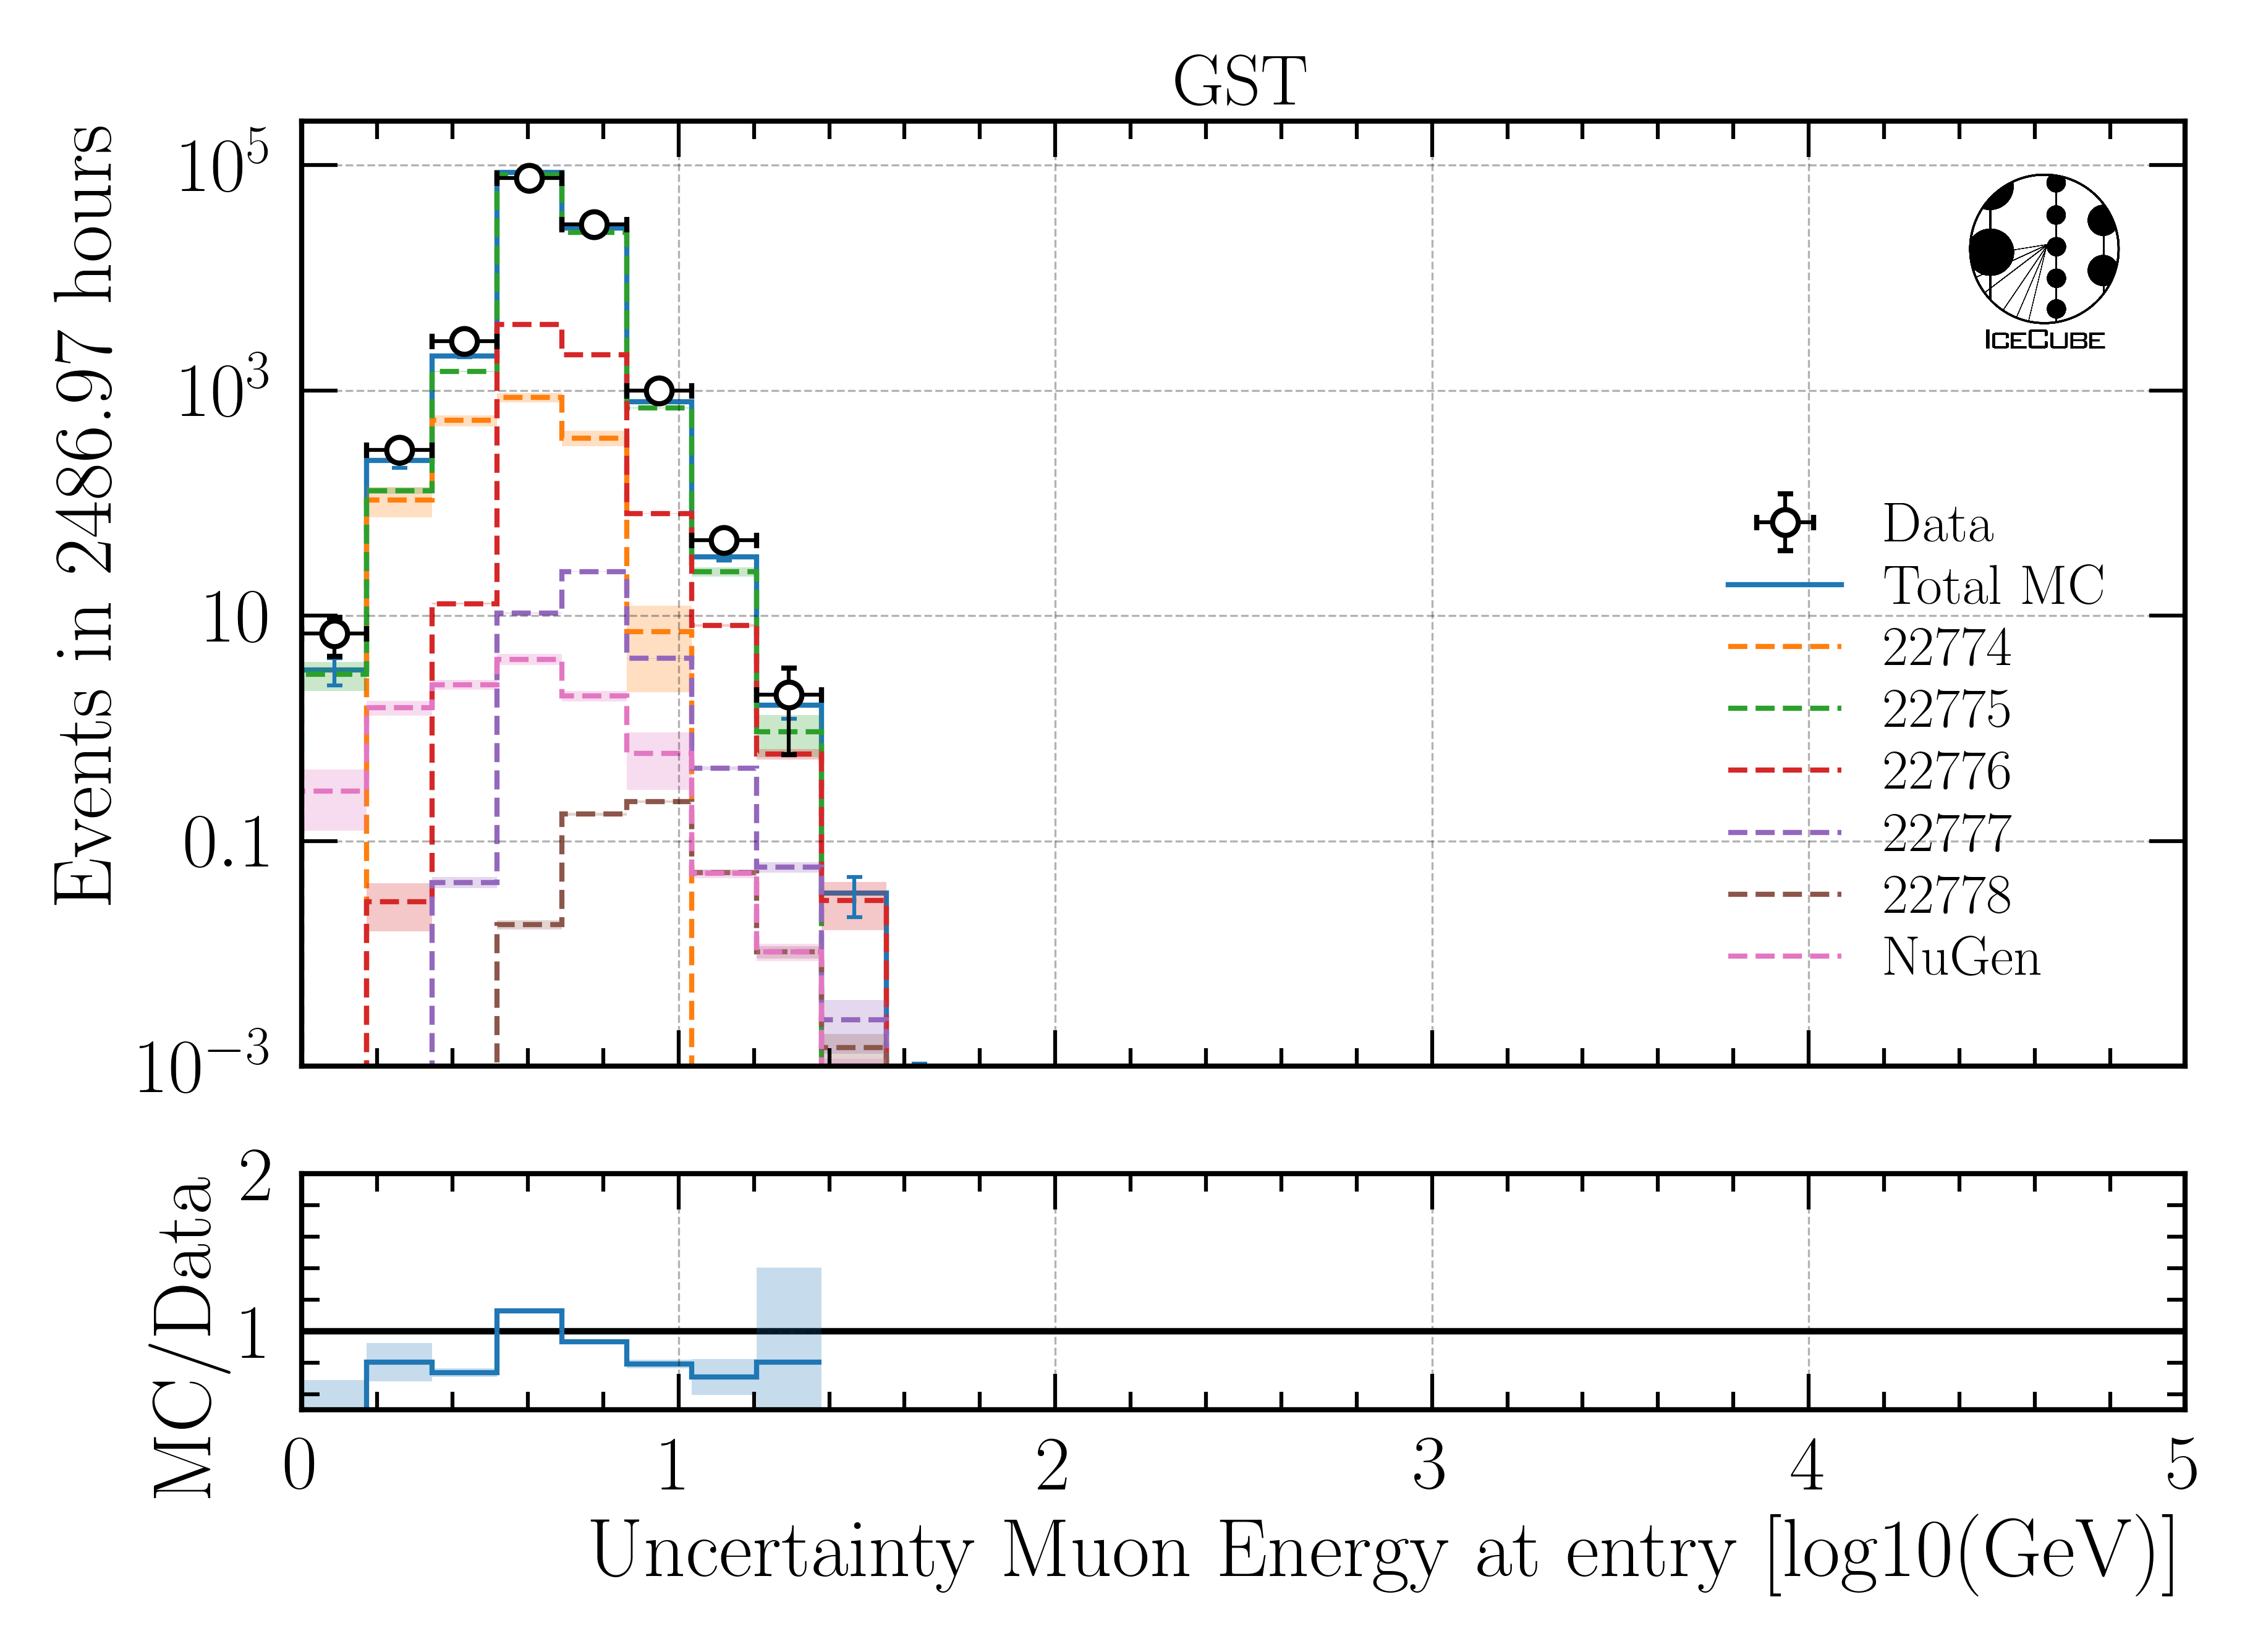 GST
Events in 2486.97 hours
10^5
10^3
10
0.1
10^−3
IceCube
Data
Total MC
22774
22775
22776
22777
22778
NuGen
MC/Data
2
1
0 1 2 3 4 5
Uncertainty Muon Energy at entry [log10(GeV)]